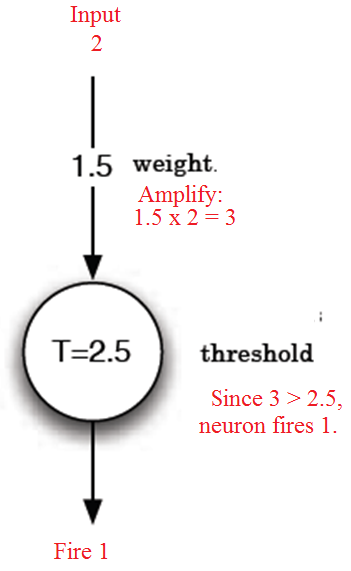 Input
2
1.5 weight.
Amplify:
1.5 x 2 = 3
T=2.5 threshold
Since 3 > 2.5,
neuron fires 1.
Fire 1